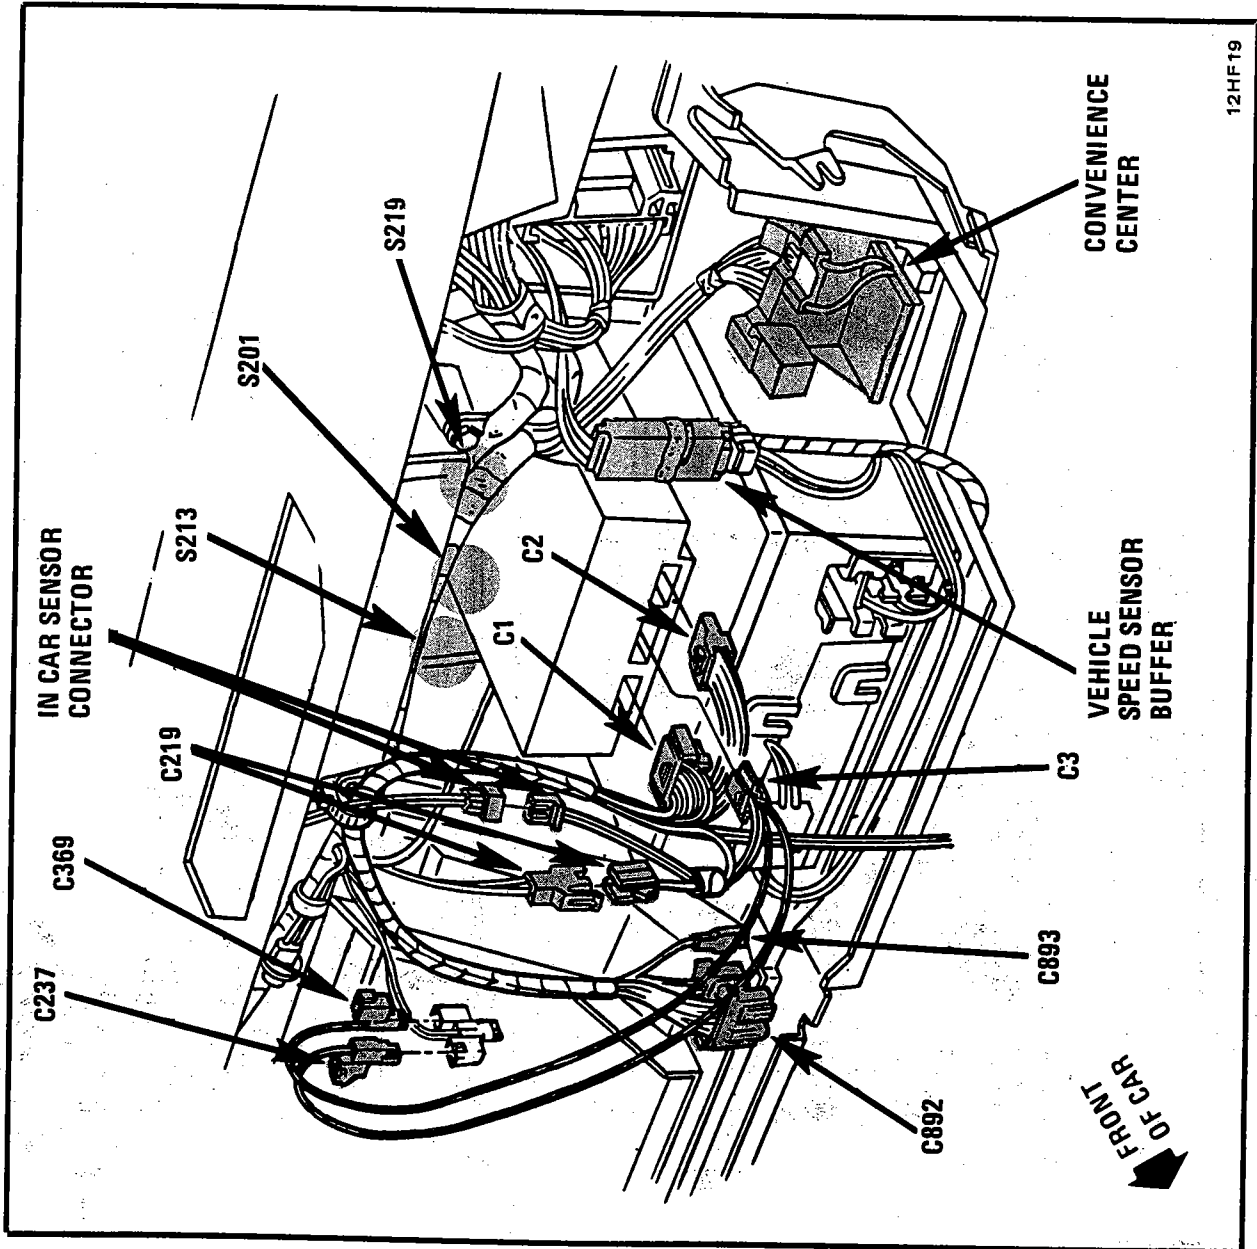 IN CAR SENSOR
CONNECTOR
C237
C369
C219
S213
S201
S219
C1
C2
C892
C893
C3
VEHICLE
SPEED SENSOR
BUFFER
CONVENIENCE
CENTER
FRONT
OF CAR
12HF19